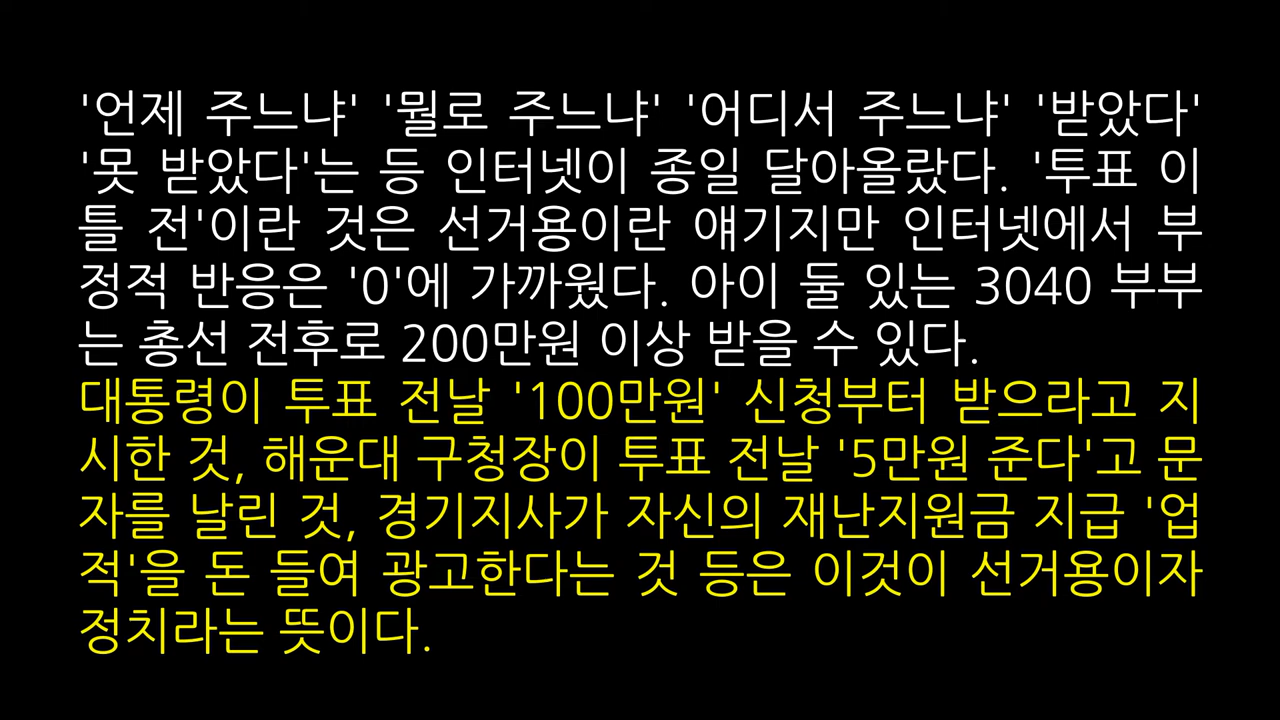 '언제 주느냐' '뭘로 주느냐' '어디서 주느냐' '받았다'
'못 받았다'는 등 인터넷이 종일 달아올랐다. '투표 이
틀 전'이란 것은 선거용이란 얘기지만 인터넷에서 부
정적 반응은 '0'에 가까웠다. 아이 둘 있는 3040 부부
는 총선 전후로 200만원 이상 받을 수 있다.
대통령이 투표 전날 '100만원' 신청부터 받으라고 지
시한 것, 해운대 구청장이 투표 전날 '5만원 준다'고 문
자를 날린 것, 경기지사가 자신의 재난지원금 지급 '업
적'을 돈 들여 광고한다는 것 등은 이것이 선거용이자
정치라는 뜻이다.